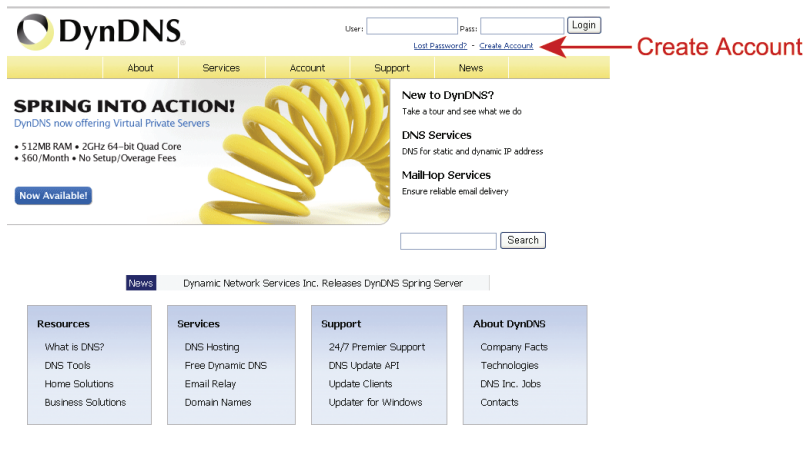 DynDNS
User:
Pass:
Login
Lost Password? - Create Account
Create Account
About Services Account Support News
SPRING INTO ACTION!
DynDNS now offering Virtual Private Servers
• 512MB RAM • 2GHz 64-bit Quad Core
• $60/Month • No Setup/Overage Fees
Now Available!
New to DynDNS?
Take a tour and see what we do
DNS Services
DNS for static and dynamic IP address
MailHop Services
Ensure reliable email delivery
Search
News Dynamic Network Services Inc. Releases DynDNS Spring Server
Resources
What is DNS?
DNS Tools
Home Solutions
Business Solutions
Services
DNS Hosting
Free Dynamic DNS
Email Relay
Domain Names
Support
24/7 Premier Support
DNS Update API
Update Clients
Updater for Windows
About DynDNS
Company Facts
Technologies
DNS Inc. Jobs
Contacts